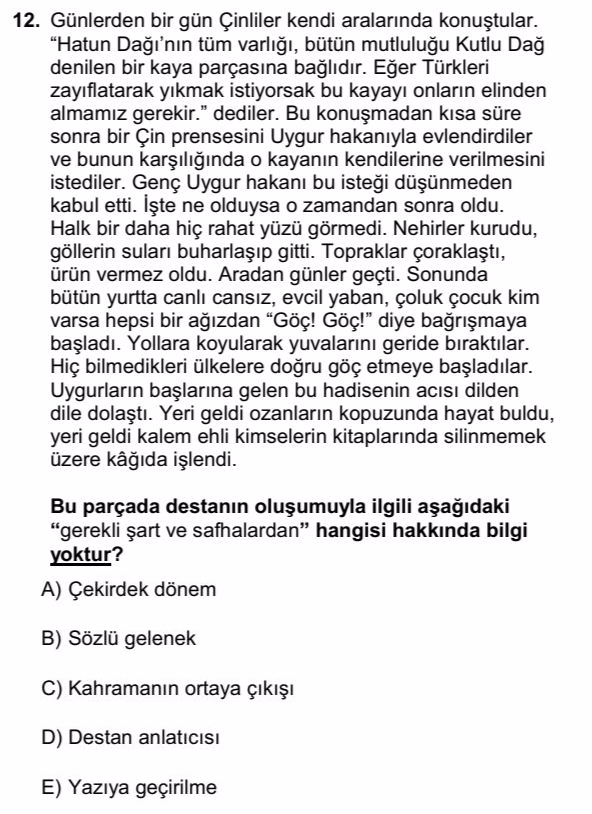 12. Günlerden bir gün Çinliler kendi aralarında konuştular.
“Hatun Dağı’nın tüm varlığı, bütün mutluluğu Kutlu Dağ
denilen bir kaya parçasına bağlıdır. Eğer Türkleri
zayıflatarak yıkmak istiyorsak bu kayayı onların elinden
almamız gerekir.” dediler. Bu konuşmadan kısa süre
sonra bir Çin prensesini Uygur hakanıyla evlendirdiler
ve bunun karşılığında o kayanın kendilerine verilmesini
istediler. Genç Uygur hakanı bu isteği düşünmeden
kabul etti. İşte ne olduysa o zamandan sonra oldu.
Halk bir daha hiç rahat yüzü görmedi. Nehirler kurudu,
göllerin suları buharlaşıp gitti. Topraklar çoraklaştı,
ürün vermez oldu. Aradan günler geçti. Sonunda
bütün yurtta canlı cansız, evcil yaban, çoluk çocuk kim
varsa hepsi bir ağızdan “Göç! Göç!” diye bağrışmaya
başladı. Yollara koyularak yuvalarını geride bıraktılar.
Hiç bilmedikleri ülkelere doğru göç etmeye başladılar.
Uygurların başlarına gelen bu hadisenin acısı dilden
dile dolaştı. Yeri geldi ozanların kopuzunda hayat buldu,
yeri geldi kalem ehli kimselerin kitaplarında silinmemek
üzere kâğıda işlendi.
Bu parçada destanın oluşumuyla ilgili aşağıdaki
“gerekli şart ve safhalardan” hangisi hakkında bilgi
yoktur?
A) Çekirdek dönem
B) Sözlü gelenek
C) Kahramanın ortaya çıkışı
D) Destan anlatıcısı
E) Yazıya geçirilme